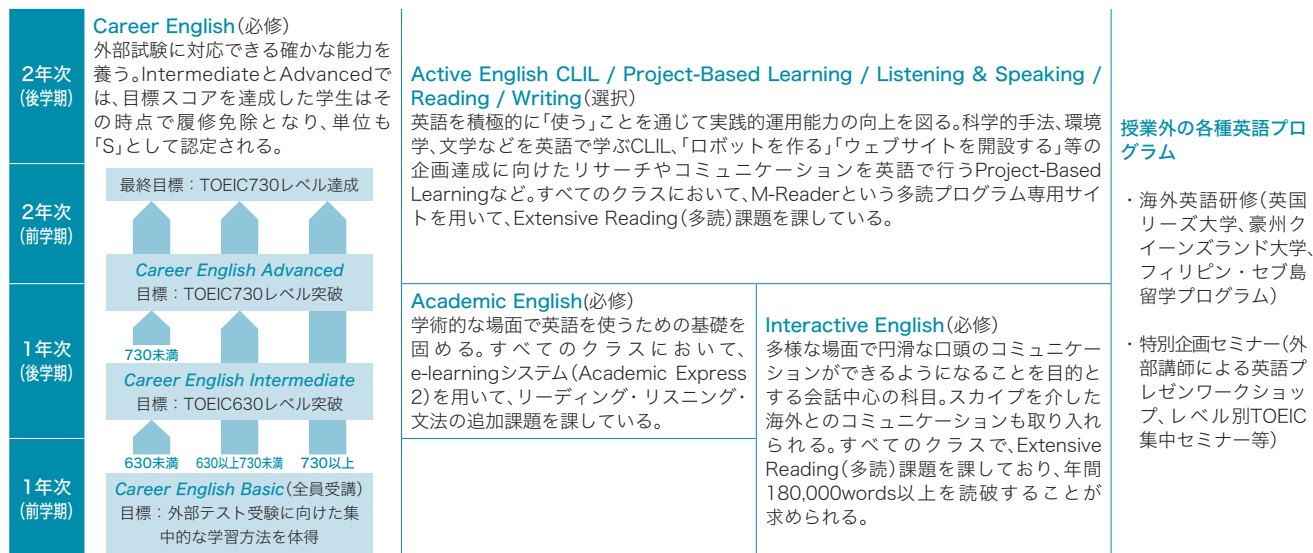 2年次
(後学期)
2年次
(前学期)
1年次
(後学期)
1年次
(前学期)
Career English(必修)
外部試験に対応できる確かな能力を
養う。IntermediateとAdvancedで
は、目標スコアを達成した学生はそ
の時点で履修免除となり、単位も
「S」として認定される。
最終目標：TOEIC730レベル達成
Career English Advanced
目標：TOEIC730レベル突破
730未満
Career English Intermediate
目標：TOEIC630レベル突破
630未満 630以上730未満 730以上
Career English Basic(全員受講)
目標：外部テスト受験に向けた集
中的な学習方法を体得
Active English CLIL / Project-Based Learning / Listening & Speaking /
Reading / Writing(選択)
英語を積極的に「使う」ことを通じて実践的運用能力の向上を図る。科学的手法、環境
学、文学などを英語で学ぶCLIL、「ロボットを作る」「ウェブサイトを開設する」等の
企画達成に向けたリサーチやコミュニケーションを英語で行うProject-Based
Learningなど。すべてのクラスにおいて、M-Readerという多読プログラム専用サイ
トを用いて、Extensive Reading(多読)課題を課している。
Academic English(必修)
学術的な場面で英語を使うための基礎を
固める。すべてのクラスにおいて、
e-learningシステム(Academic Express
2)を用いて、リーディング・リスニング・
文法の追加課題を課している。
Interactive English(必修)
多様な場面で円滑な口頭のコミュニケー
ションができるようになることを目的と
する会話中心の科目。スカイプを介した
海外とのコミュニケーションも取り入れ
られる。すべてのクラスで、Extensive
Reading(多読)課題を課しており、年間
180,000words以上を読破することが
求められる。
授業外の各種英語プロ
グラム
・海外英語研修(英国
リーズ大学、豪州ク
イーンズランド大学、
フィリピン・セブ島
留学プログラム)
・特別企画セミナー(外
部講師による英語プ
レゼンワークショッ
プ、レベル別TOEIC
集中セミナー等)